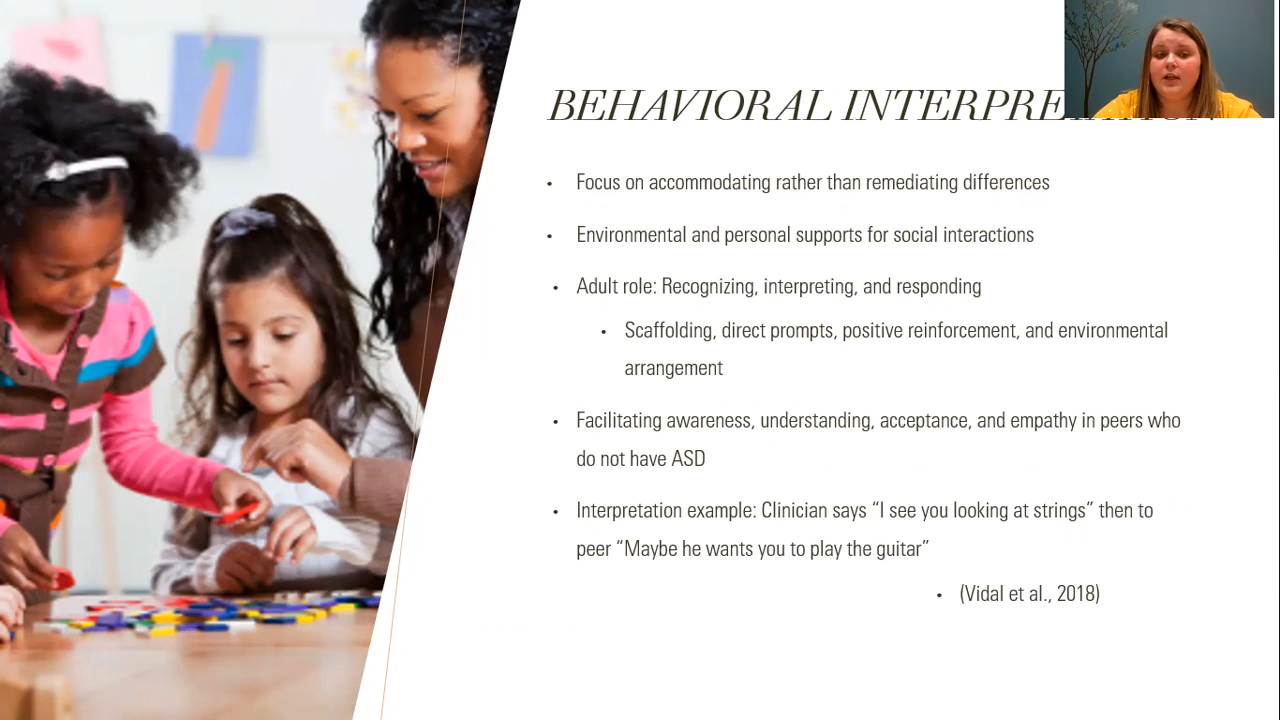 BEHAVIORAL
Focus on accommodating rather than remediating differences
Environmental and personal supports for social interactions
Adult role: Recognizing, interpreting, and responding
Scaffolding, direct prompts, positive reinforcement, and environmental
arrangement
Facilitating awareness, understanding, acceptance, and empathy in peers who
do not have ASD
Interpretation example: Clinician says “I see you looking at strings” then to
peer “Maybe he wants you to play the guitar”
(Vidal et al., 2018)